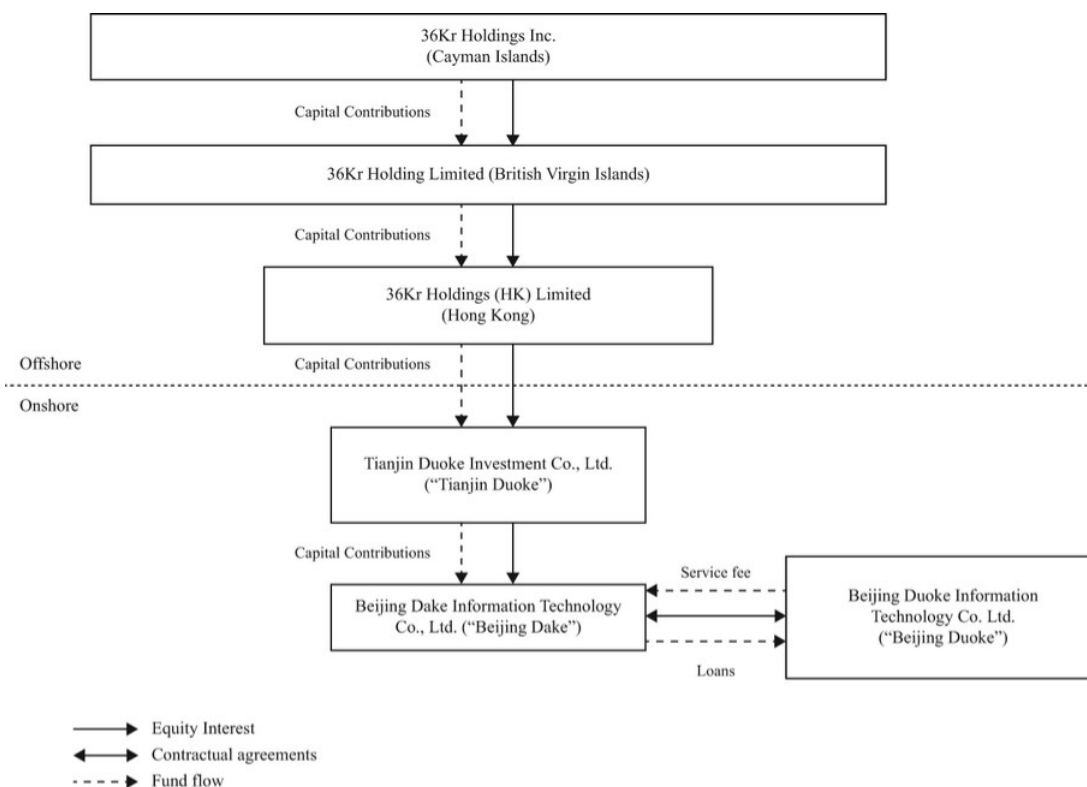 36Kr Holdings Inc.
(Cayman Islands)
Capital Contributions
36Kr Holding Limited (British Virgin Islands)
Capital Contributions
36Kr Holdings (HK) Limited
(Hong Kong)
Offshore
Capital Contributions
Onshore
Tianjin Duoke Investment Co., Ltd.
(“Tianjin Duoke”)
Capital Contributions
Beijing Dake Information Technology
Co., Ltd. (“Beijing Dake”)
Service fee
Loans
Beijing Duoke Information
Technology Co. Ltd.
(“Beijing Duoke”)
Equity Interest
Contractual agreements
Fund flow